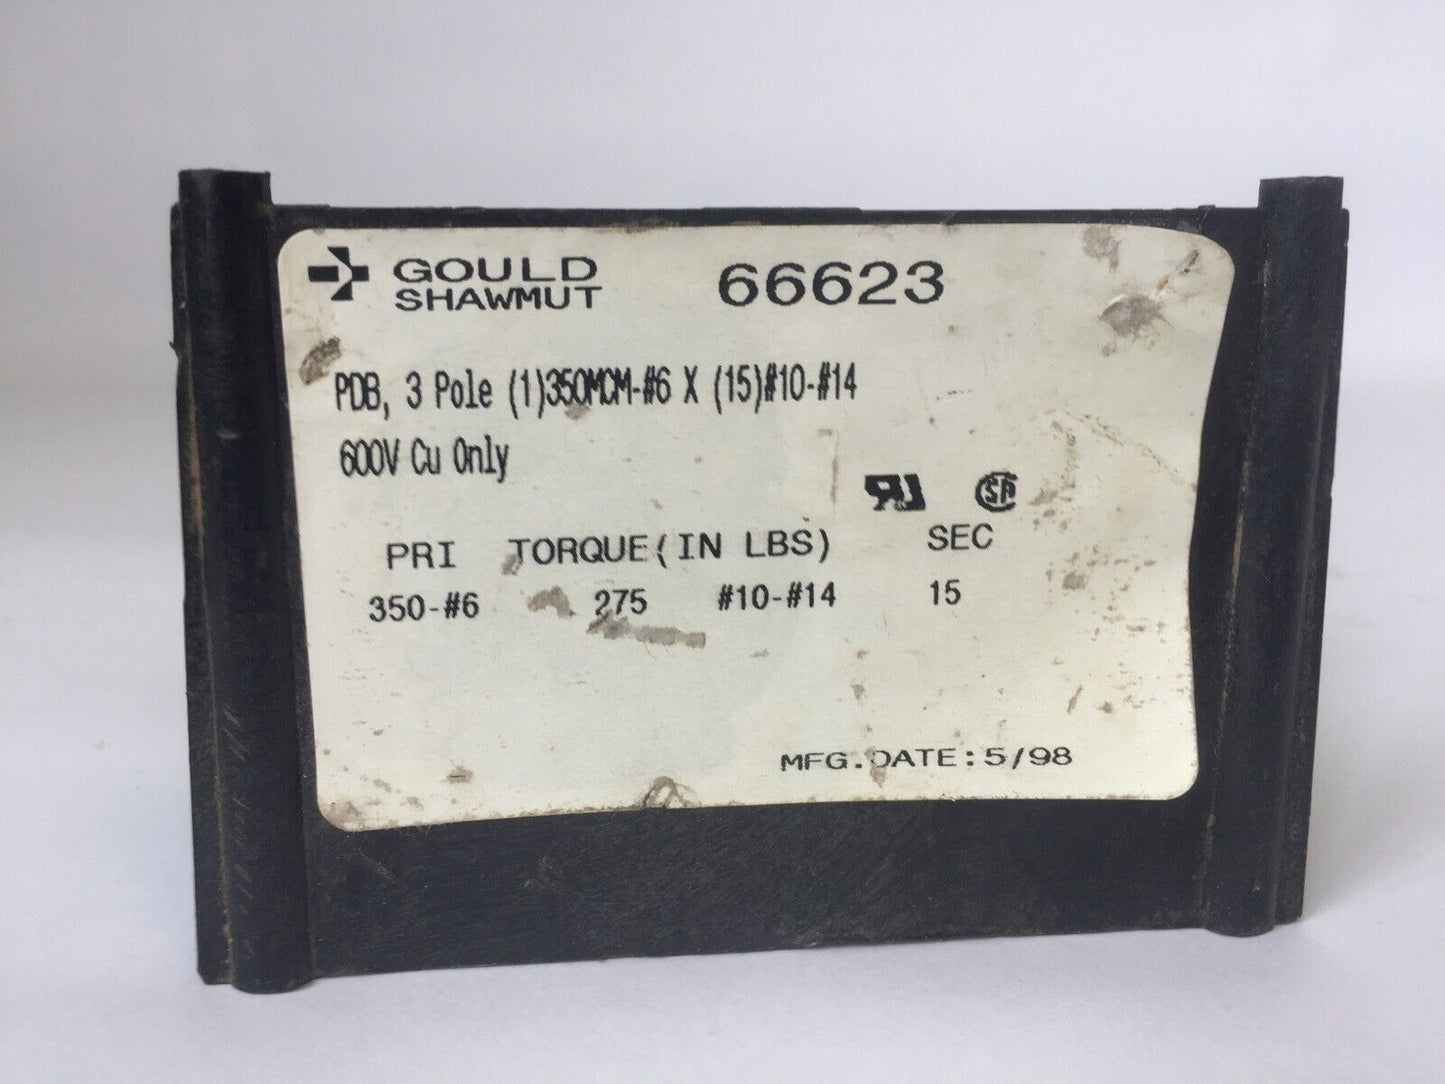 GOULD
SHAWMUT
66623
PDB, 3 Pole (1)350MCM-#6 X (15)#10-#14
600V Cu Only
PRI TORQUE(IN LBS) SEC
350-#6 275 #10-#14 15
MFG.DATE:5/98